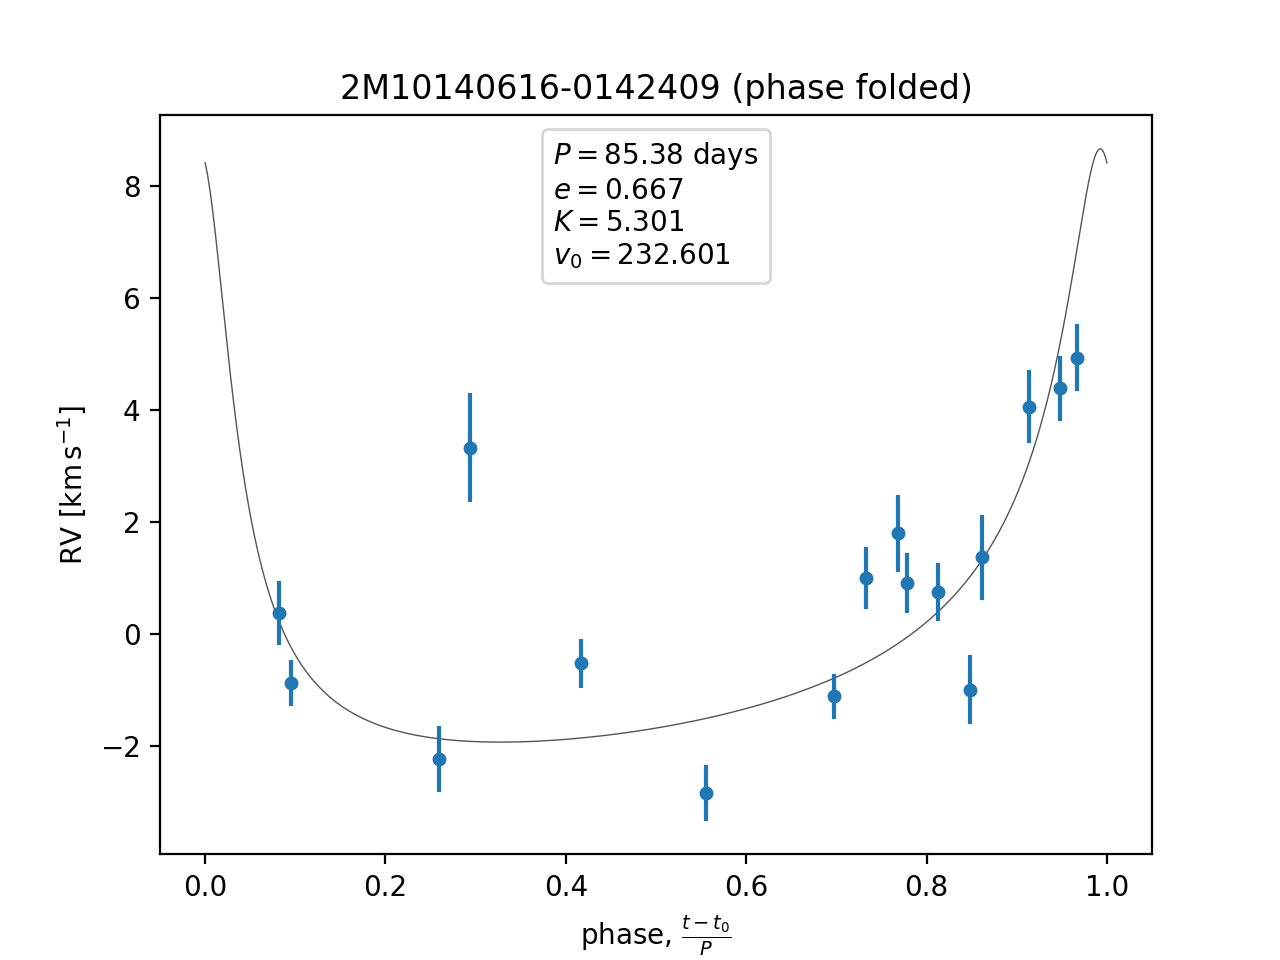 2M10140616-0142409 (phase folded)
P = 85.38 days
e = 0.667
K = 5.301
v₀ = 232.601
8
6
4
2
0
−2
RV [km s⁻¹]
0.0 0.2 0.4 0.6 0.8 1.0
phase, (t − t₀)/P